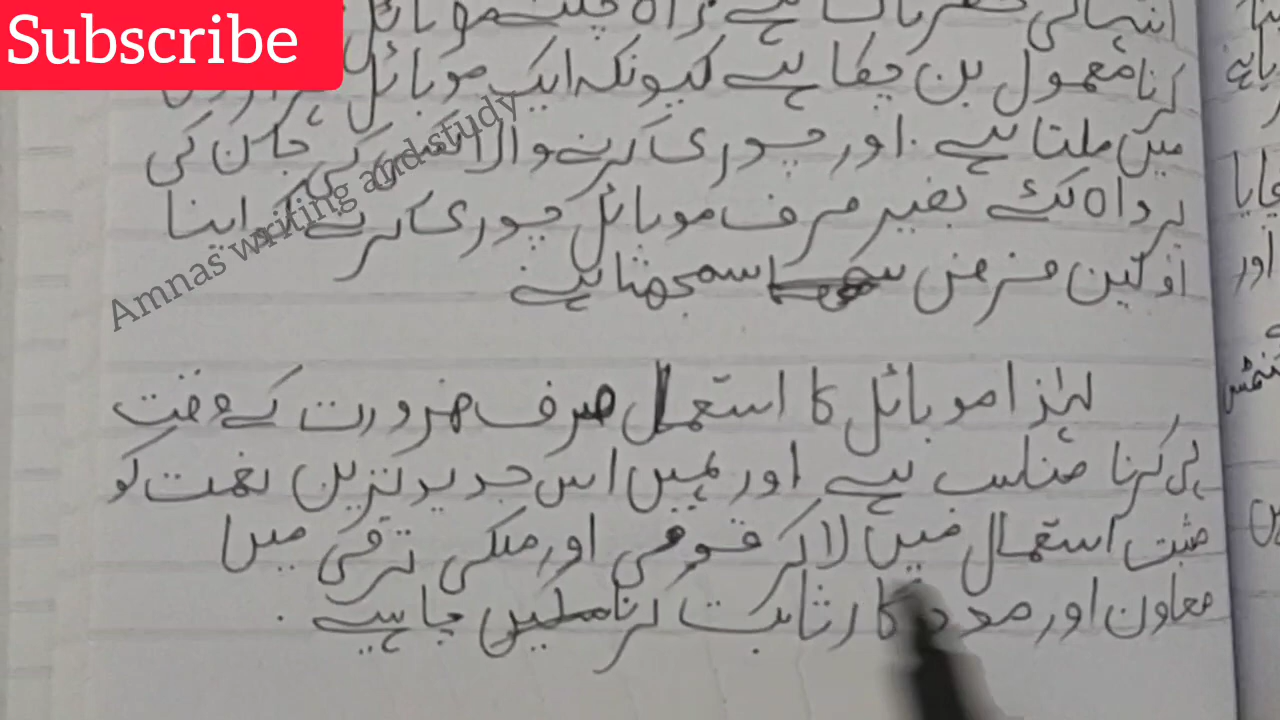 Subscribe
انتہائی خطرناک ہے راہ چلتے موبائل
کرنا معمول بن چکا ہے کیونکہ ایک موبائل
میں ملتا ہے۔ اور چوری کرنے والا اس کی جان کی
پرواہ کئے بغیر صرف موبائل چوری کرنے کو اپنا
اولین فرض سمجھتا ہے
لہٰذا موبائل کا استعمال صرف ضرورت کے وقت
ہی کرنا مناسب ہے اور ہمیں اس جدید ترین نعمت کو
مثبت استعمال میں لا کر قومی اور ملکی ترقی میں
معاون اور مددگار ثابت کرنا چاہیے ۔
Amnas writing and study
اور